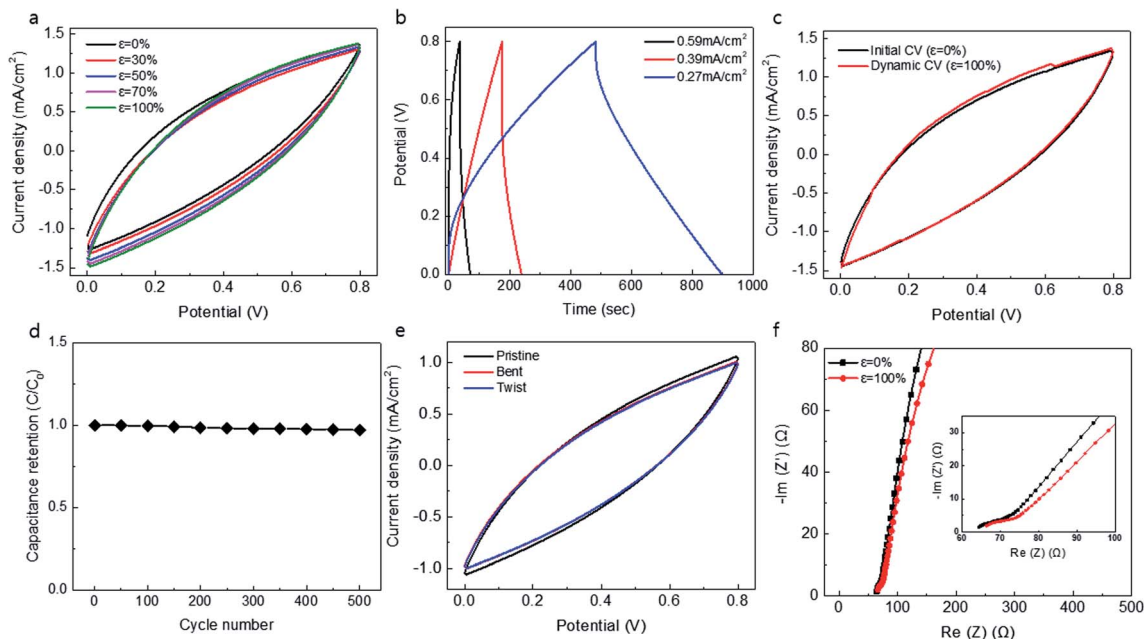 a
ε=0%
ε=30%
ε=50%
ε=70%
ε=100%
Current density (mA/cm²)
1.5
1.0
0.5
0.0
-0.5
-1.0
-1.5
0.0 0.2 0.4 0.6 0.8
Potential (V)
b
0.59mA/cm²
0.39mA/cm²
0.27mA/cm²
Potential (V)
0.8
0.6
0.4
0.2
0.0
0 200 400 600 800 1000
Time (sec)
c
Initial CV (ε=0%)
Dynamic CV (ε=100%)
Current density (mA/cm²)
1.5
1.0
0.5
0.0
-0.5
-1.0
-1.5
0.0 0.2 0.4 0.6 0.8
Potential (V)
d
Capacitance retention (C/C₀)
1.5
1.0
0.5
0.0
0 100 200 300 400 500
Cycle number
e
Pristine
Bent
Twist
Current density (mA/cm²)
1.0
0.5
0.0
-0.5
-1.0
0.0 0.2 0.4 0.6 0.8
Potential (V)
f
ε=0%
ε=100%
-Im (Z') (Ω)
80
60
40
20
0
0 100 200 300 400 500
Re (Z) (Ω)
-Im (Z') (Ω)
30
20
10
0
60 70 80 90 100
Re (Z) (Ω)